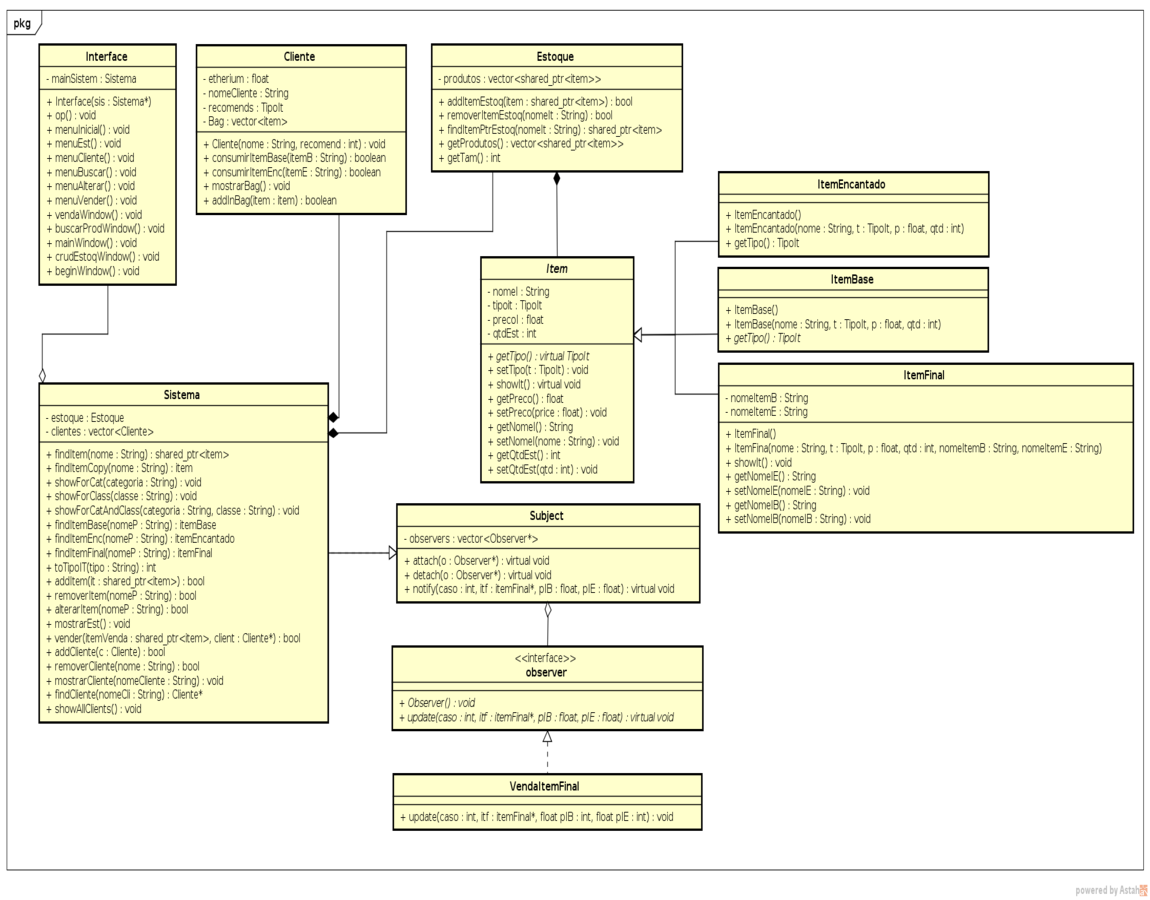 pkg
Interface
- mainSistem : Sistema
+ Interface(sis : Sistema*)
+ op() : void
+ menuInicial() : void
+ menuEst() : void
+ menuCliente() : void
+ menuBuscar() : void
+ menuAlterar() : void
+ menuVender() : void
+ vendaWindow() : void
+ buscarProdWindow() : void
+ mainWindow() : void
+ crudEstoqWindow() : void
+ beginWindow() : void
Cliente
- etherium : float
- nomeCliente : String
- recomends : TipoIt
- Bag : vector<item>
+ Cliente(nome : String, recomend : int) : void
+ consumirItemBase(itemB : String) : boolean
+ consumirItemEnc(itemE : String) : boolean
+ mostrarBag() : void
+ addInBag(item : item) : boolean
Estoque
- produtos : vector<shared_ptr<item>>
+ addItemEstoq(item : shared_ptr<item>) : bool
+ removerItemEstoq(nomeIt : String) : bool
+ findItemPtrEstoq(nomeIt : String) : shared_ptr<item>
+ getProdutos() : vector<shared_ptr<item>>
+ getTam() : int
ItemEncantado
+ ItemEncantado()
+ ItemEncantado(nome : String, t : TipoIt, p : float, qtd : int)
+ getTipo() : TipoIt
Item
- nomeI : String
- tipoIt : TipoIt
- precoI : float
- qtdEst : int
+ getTipo() : virtual TipoIt
+ setTipo(t : TipoIt) : void
+ showIt() : virtual void
+ getPreco() : float
+ setPreco(price : float) : void
+ getNomeI() : String
+ setNomeI(nome : String) : void
+ getQtdEst() : int
+ setQtdEst(qtd : int) : void
ItemBase
+ ItemBase()
+ ItemBase(nome : String, t : TipoIt, p : float, qtd : int)
+ getTipo() : TipoIt
ItemFinal
- nomeItemB : String
- nomeItemE : String
+ ItemFinal()
+ ItemFina(nome : String, t : TipoIt, p : float, qtd : int, nomeItemB : String, nomeItemE : String)
+ showIt() : void
+ getNomeIE() : String
+ setNomeIE(nomeIE : String) : void
+ getNomeIB() : String
+ setNomeIB(nomeIB : String) : void
Sistema
- estoque : Estoque
- clientes : vector<Cliente>
+ findItem(nome : String) : shared_ptr<item>
+ findItemCopy(nome : String) : item
+ showForCat(categoria : String) : void
+ showForClass(classe : String) : void
+ showForCatAndClass(categoria : String, classe : String) : void
+ findItemBase(nomeP : String) : itemBase
+ findItemEnc(nomeP : String) : itemEncantado
+ findItemFinal(nomeP : String) : itemFinal
+ toTipoIT(tipo : String) : int
+ addItem(it : shared_ptr<item>) : bool
+ removerItem(nomeP : String) : bool
+ alterarItem(nomeP : String) : bool
+ mostrarEst() : void
+ vender(itemVenda : shared_ptr<item>, client : Cliente*) : bool
+ addCliente(c : Cliente) : bool
+ removerCliente(nome : String) : bool
+ mostrarCliente(nomeCliente : String) : void
+ findCliente(nomeCli : String) : Cliente*
+ showAllClients() : void
Subject
- observers : vector<Observer*>
+ attach(o : Observer*) : virtual void
+ detach(o : Observer*) : virtual void
+ notify(caso : int, itf : itemFinal*, pIB : float, pIE : float) : virtual void
<<interface>>
observer
+ Observer() : void
+ update(caso : int, itf : itemFinal*, pIB : float, pIE : float) : virtual void
VendaItemFinal
+ update(caso : int, itf : itemFinal*, float pIB : int, float pIE : int) : void
powered by Astah